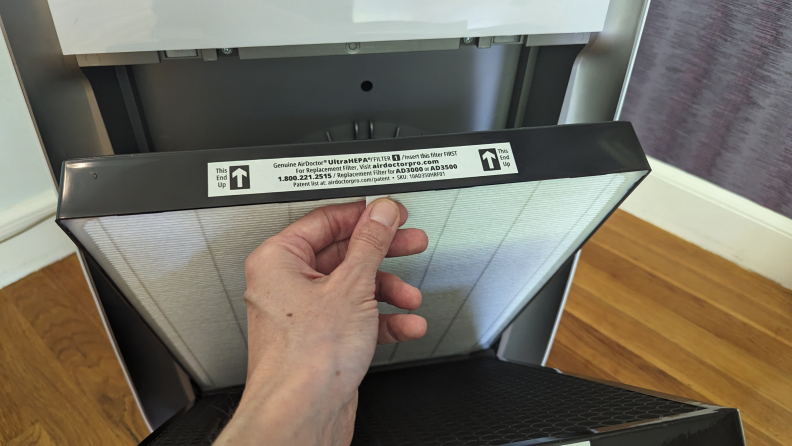 Genuine AirDoctor® UltraHEPA®/FILTER 1 / Insert this filter FIRST
For Replacement Filter, Visit airdoctorpro.com
1.800.221.2515 / Replacement Filter for AD3000 or AD3500
Patent list at: airdoctorpro.com/patent • SKU: 10AD350HRF01
This
End
Up
This
End
Up